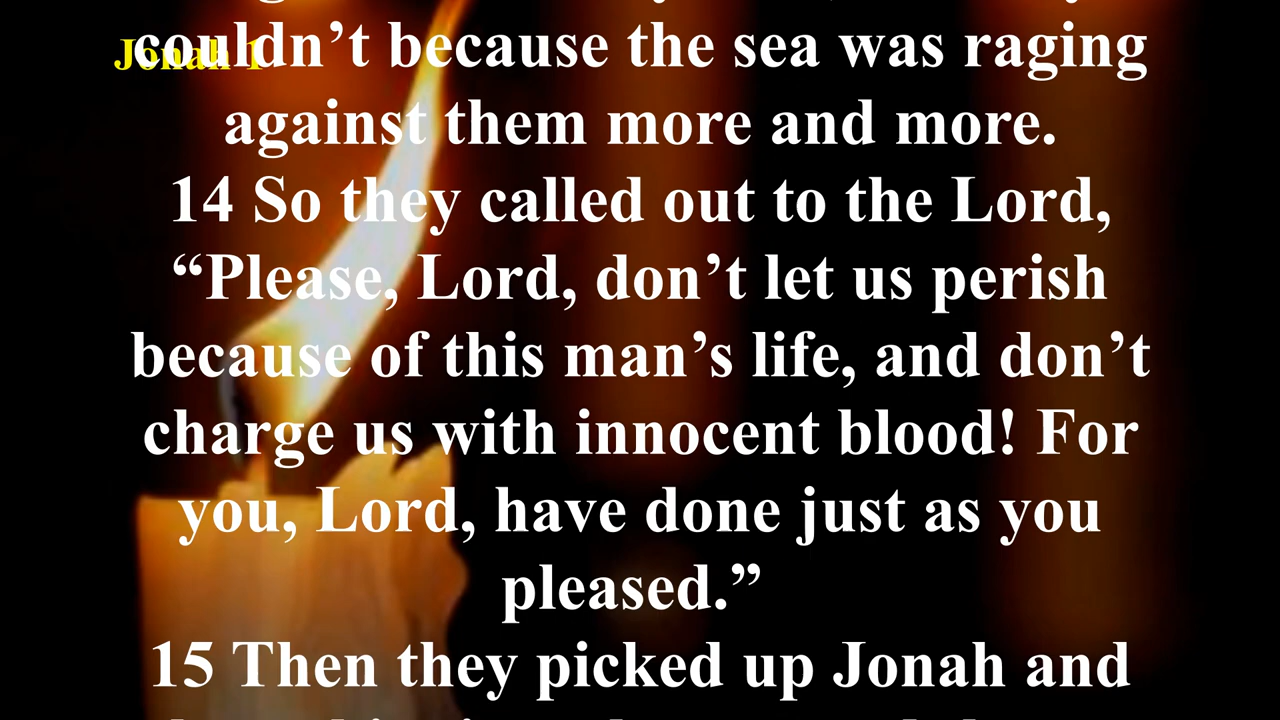 Jonah 1
couldn’t because the sea was raging
against them more and more.
14 So they called out to the Lord,
“Please, Lord, don’t let us perish
because of this man’s life, and don’t
charge us with innocent blood! For
you, Lord, have done just as you
pleased.”
15 Then they picked up Jonah and